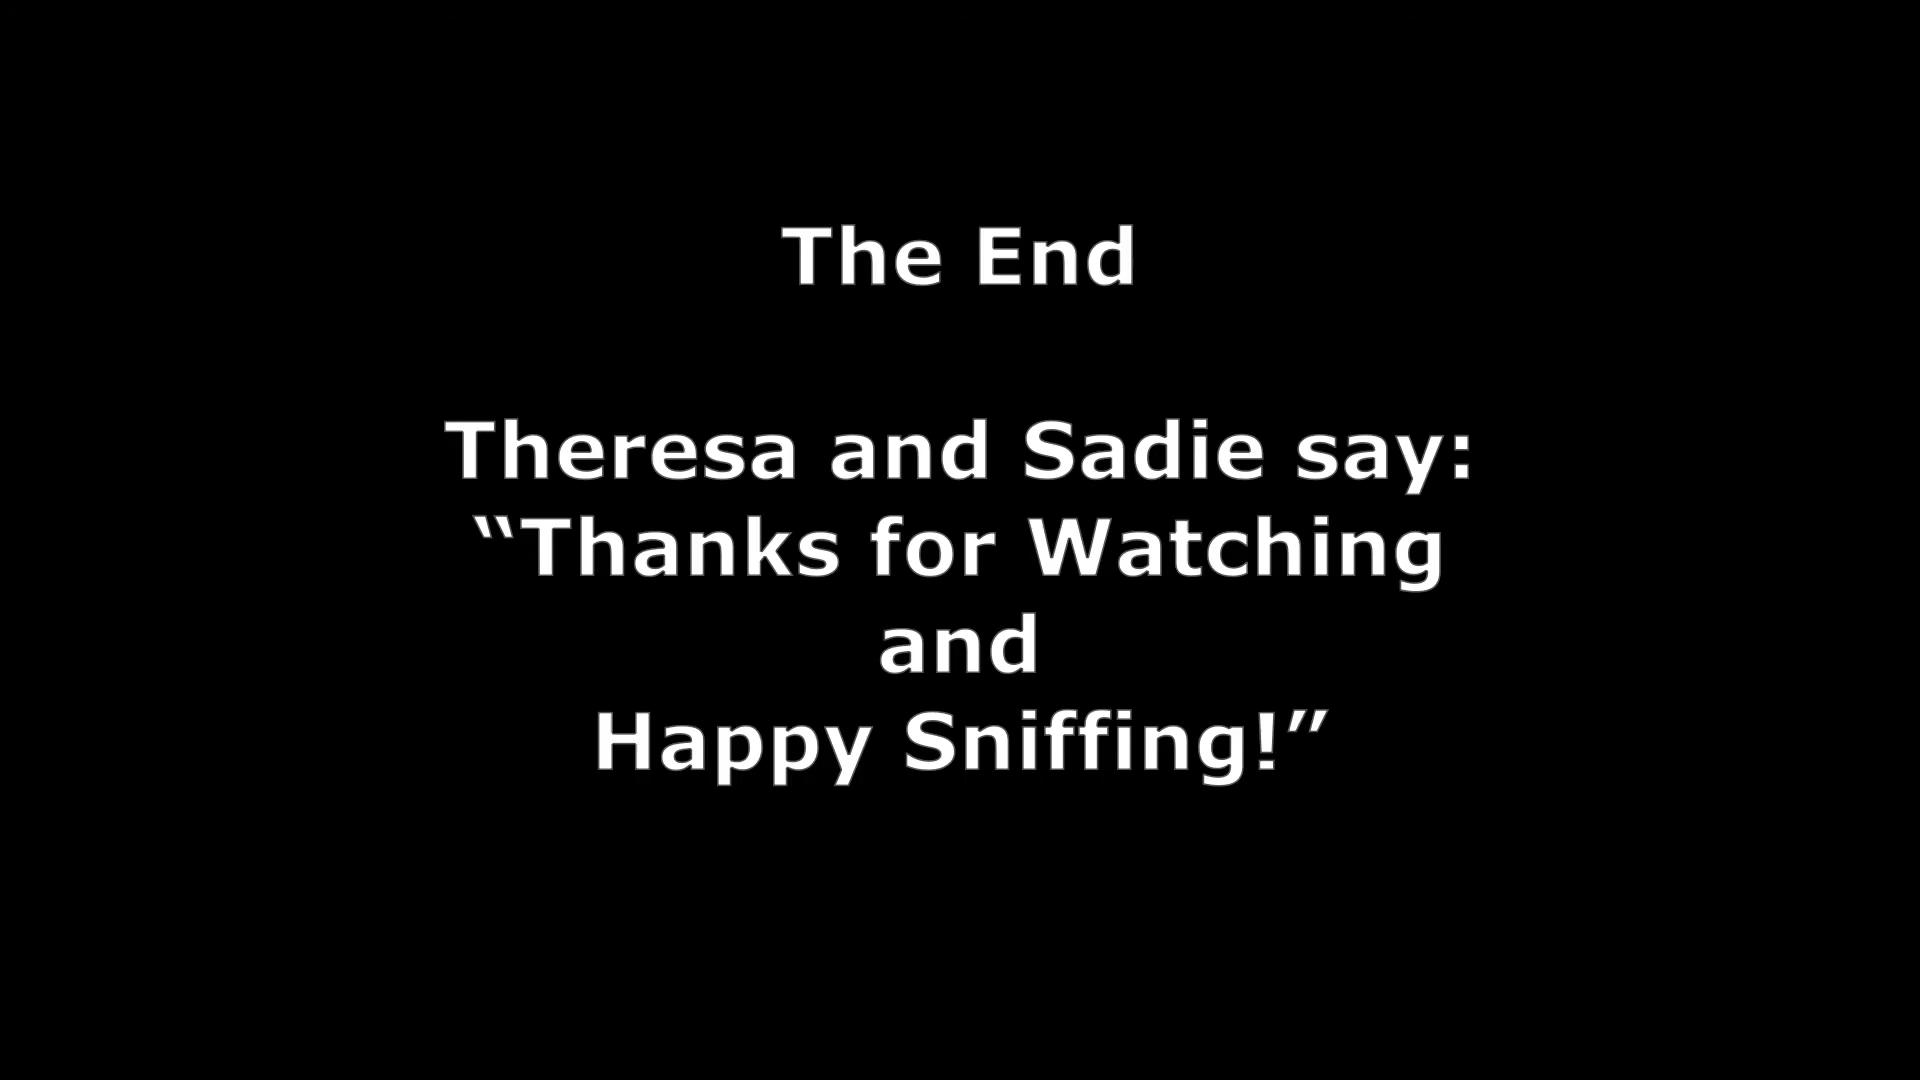 The End
Theresa and Sadie say:
“Thanks for Watching
and
Happy Sniffing!”